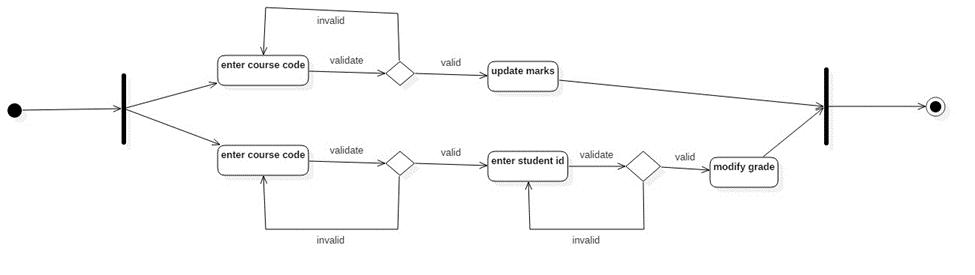 invalid
enter course code
validate
valid
update marks
enter course code
validate
valid
enter student id
validate
valid
modify grade
invalid
invalid